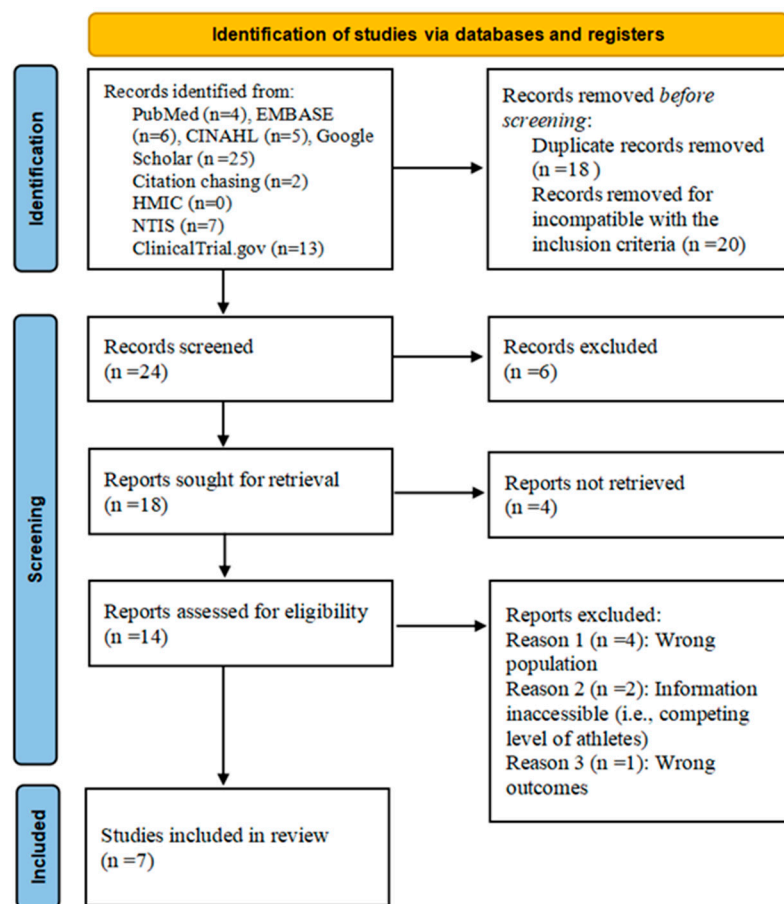 Identification of studies via databases and registers
Identification
Records identified from:
PubMed (n=4), EMBASE
(n=6), CINAHL (n=5), Google
Scholar (n =25)
Citation chasing (n=2)
HMIC (n=0)
NTIS (n=7)
ClinicalTrial.gov (n=13)
Records removed before
screening:
Duplicate records removed
(n =18 )
Records removed for
incompatible with the
inclusion criteria (n =20)
Screening
Records screened
(n =24)
Records excluded
(n =6)
Reports sought for retrieval
(n =18)
Reports not retrieved
(n =4)
Reports assessed for eligibility
(n =14)
Reports excluded:
Reason 1 (n =4): Wrong
population
Reason 2 (n =2): Information
inaccessible (i.e., competing
level of athletes)
Reason 3 (n =1): Wrong
outcomes
Included
Studies included in review
(n =7)